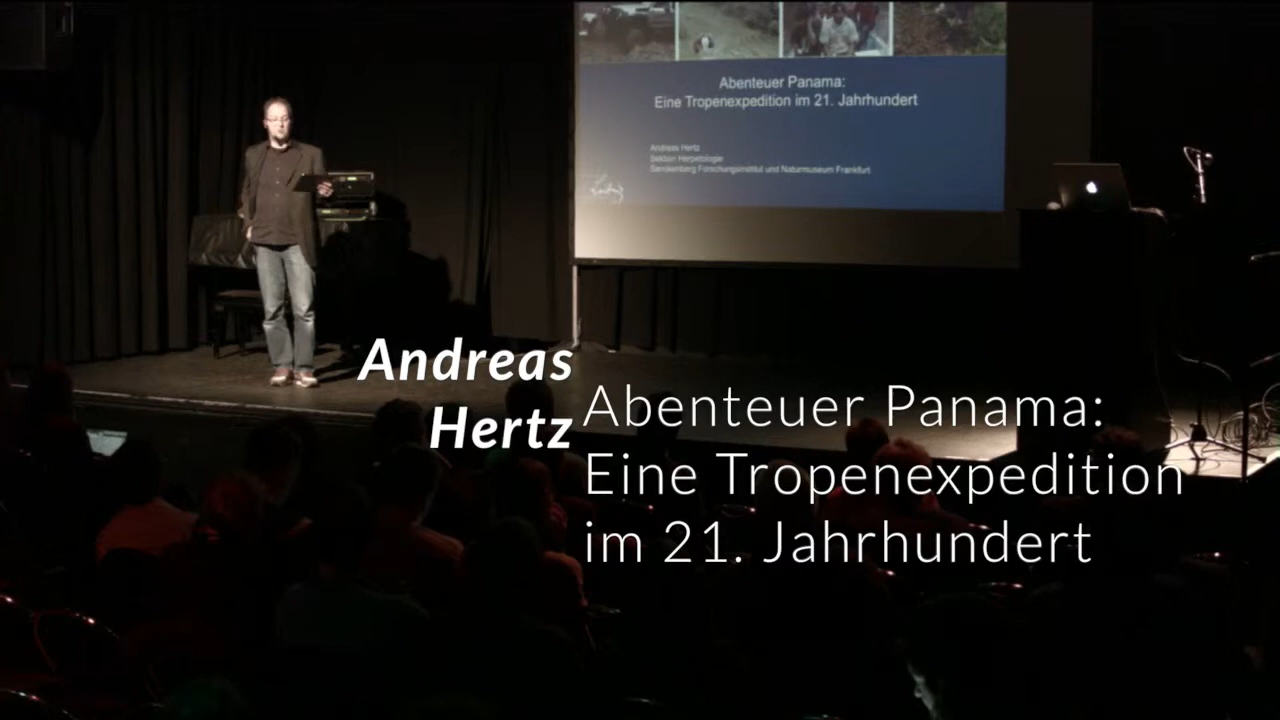 Abenteuer Panama:
Eine Tropenexpedition im 21. Jahrhundert
Andreas Hertz
Sektion Herpetologie
Senckenberg Forschungsinstitut und Naturmuseum Frankfurt
Andreas
Hertz
Abenteuer Panama:
Eine Tropenexpedition
im 21. Jahrhundert